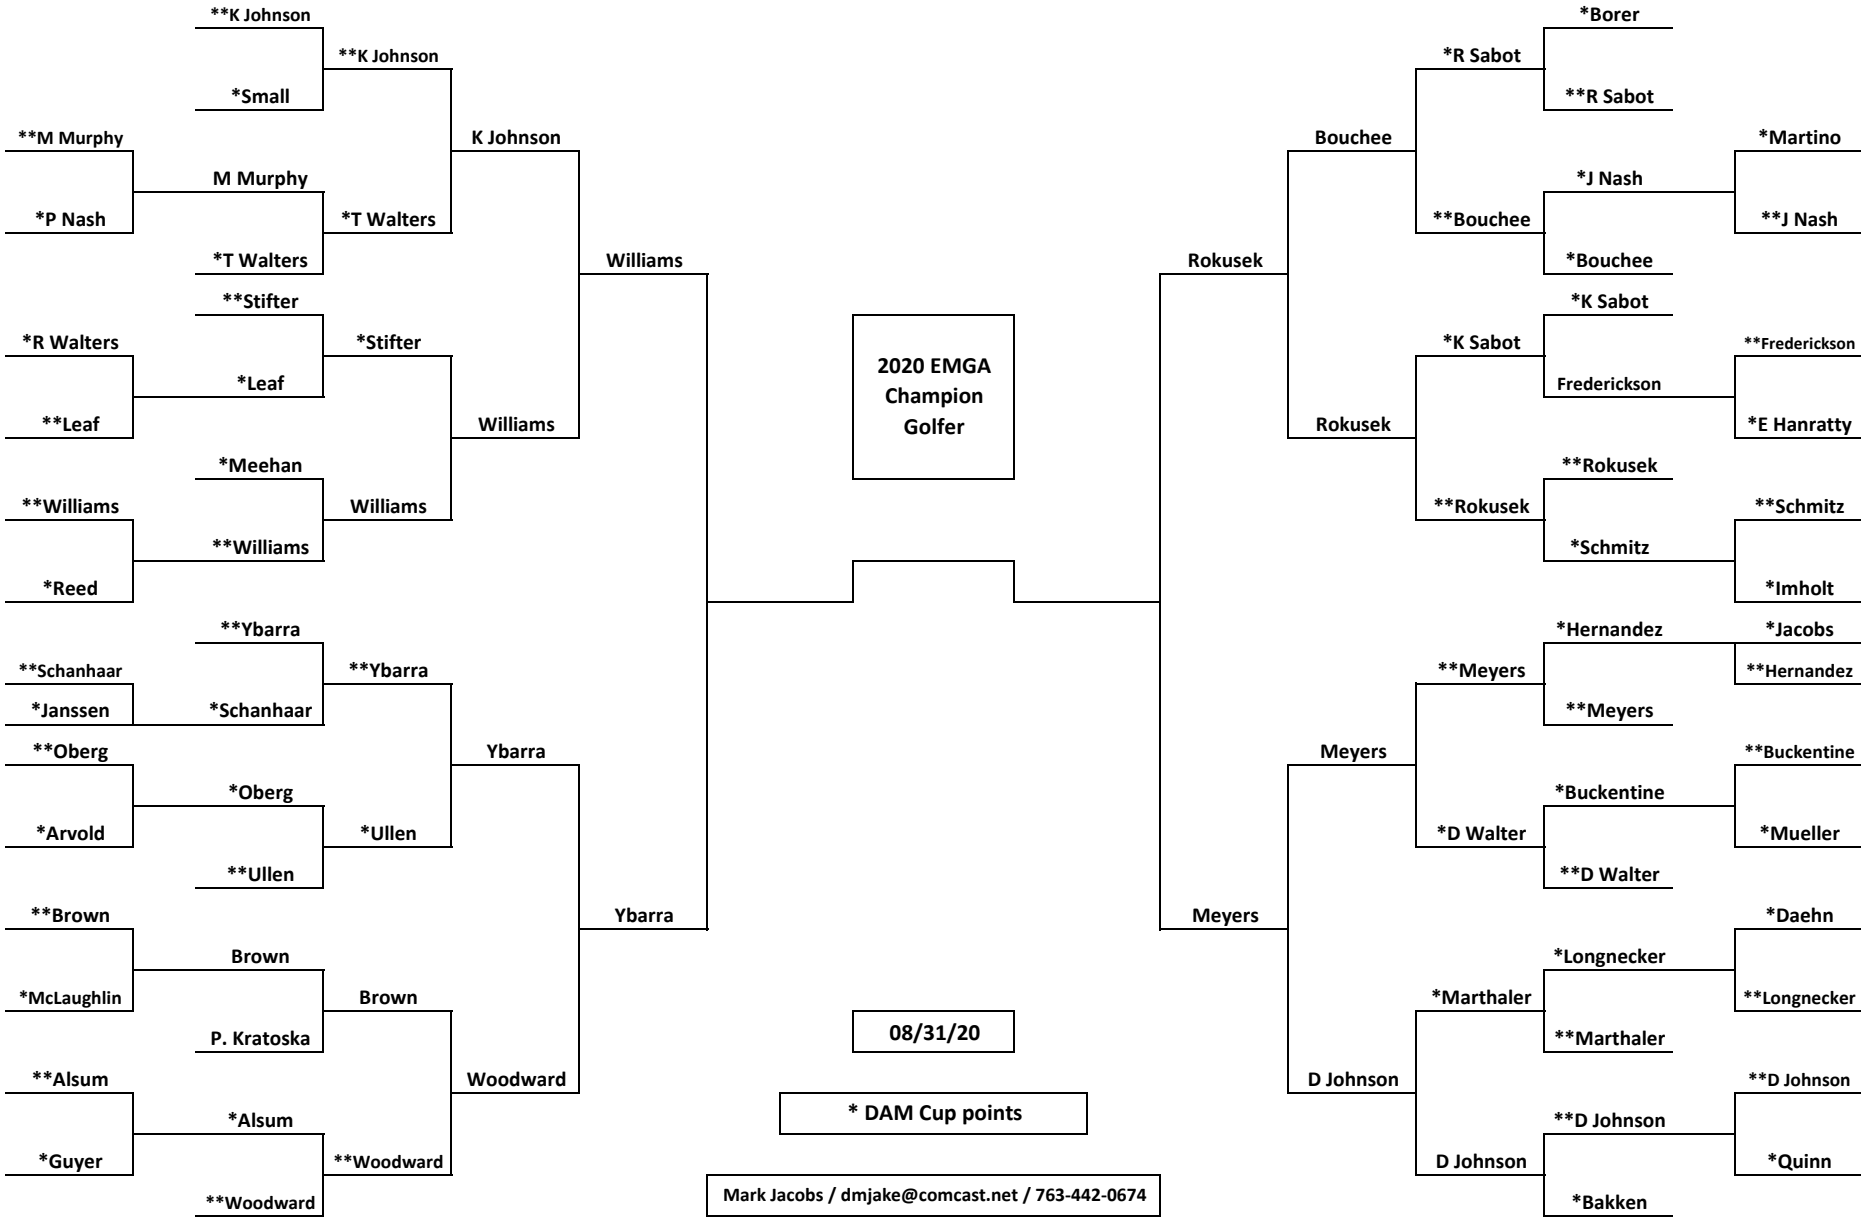 **K Johnson
*Borer
**K Johnson
*R Sabot
*Small
**R Sabot
**M Murphy
K Johnson
Bouchee
*Martino
M Murphy
*J Nash
*P Nash
*T Walters
**Bouchee
**J Nash
*T Walters
Williams
Rokusek
*Bouchee
**Stifter
*K Sabot
*R Walters
*Stifter
*K Sabot
**Frederickson
2020 EMGA
Champion
Golfer
*Leaf
Frederickson
**Leaf
Williams
Rokusek
*E Hanratty
*Meehan
**Rokusek
**Williams
Williams
**Rokusek
**Schmitz
**Williams
*Schmitz
*Reed
*Imholt
**Ybarra
*Hernandez
*Jacobs
**Schanhaar
**Ybarra
**Meyers
**Hernandez
*Janssen
*Schanhaar
**Meyers
**Oberg
Ybarra
Meyers
**Buckentine
*Oberg
*Buckentine
*Arvold
*Ullen
*D Walter
*Mueller
**Ullen
**D Walter
**Brown
Ybarra
Meyers
*Daehn
Brown
*Longnecker
*McLaughlin
Brown
*Marthaler
**Longnecker
P. Kratoska
08/31/20
**Marthaler
**Alsum
Woodward
D Johnson
**D Johnson
* DAM Cup points
*Alsum
**D Johnson
*Guyer
**Woodward
D Johnson
*Quinn
**Woodward
Mark Jacobs / dmjake@comcast.net / 763-442-0674
*Bakken